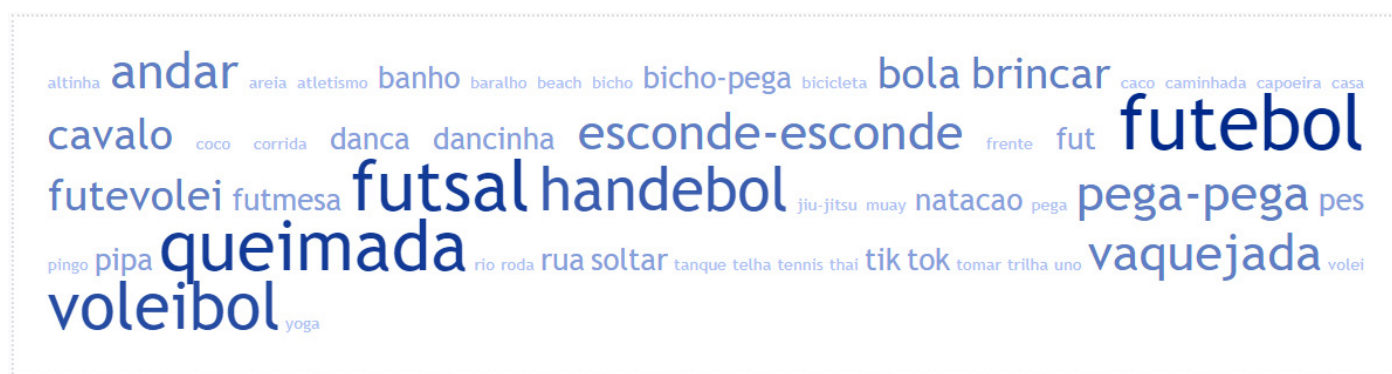 altinha andar areia atletismo banho baralho beach bicho bicho-pega bicicleta bola brincar caco caminhada capoeira casa
cavalo coco corrida danca dancinha esconde-esconde frente fut futebol
futevolei futmesa futsal handebol jiu-jitsu muay natacao pega pega-pega pes
pingo pipa queimada rio roda rua soltar tanque telha tennis thai tik tok tomar trilha uno vaquejada volei
voleibol yoga